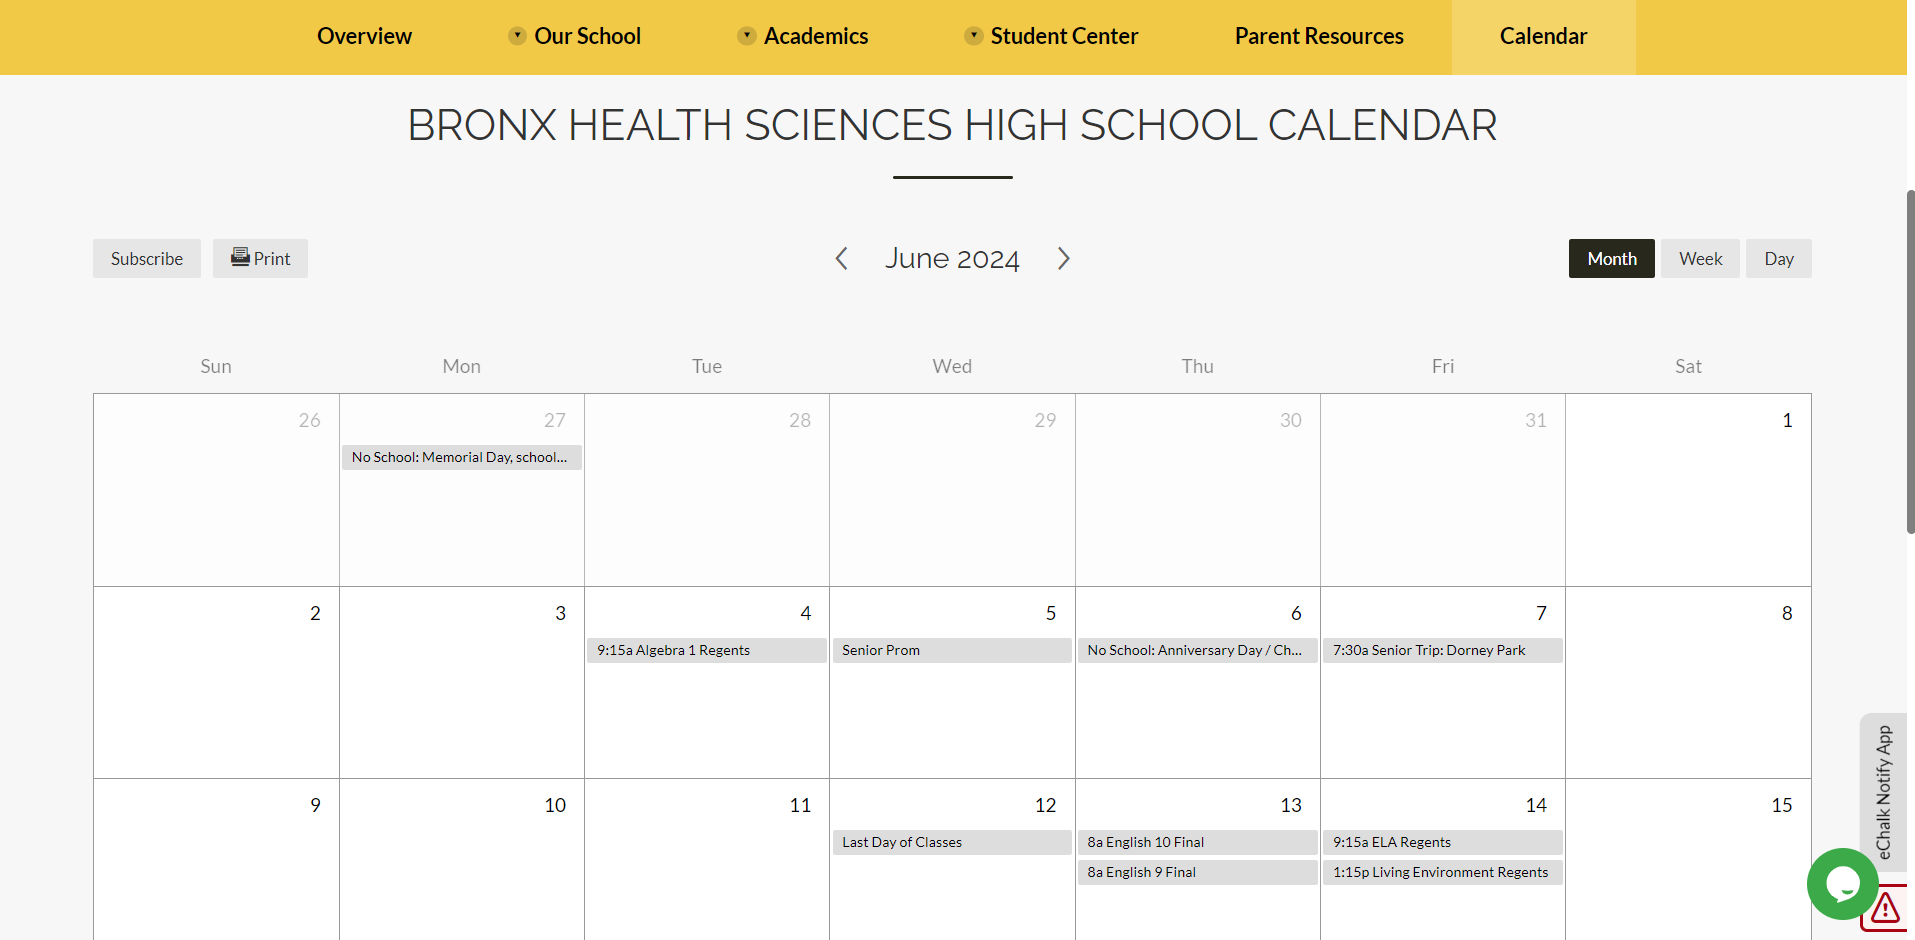 Overview
Our School
Academics
Student Center
Parent Resources
Calendar
BRONX HEALTH SCIENCES HIGH SCHOOL CALENDAR
Subscribe
Print
June 2024
Month
Week
Day
Sun Mon Tue Wed Thu Fri Sat
26 27 28 29 30 31 1
No School: Memorial Day, school...
2 3 4 5 6 7 8
9:15a Algebra 1 Regents
Senior Prom
No School: Anniversary Day / Ch...
7:30a Senior Trip: Dorney Park
9 10 11 12 13 14 15
Last Day of Classes
8a English 10 Final
8a English 9 Final
9:15a ELA Regents
1:15p Living Environment Regents
eChalk Notify App